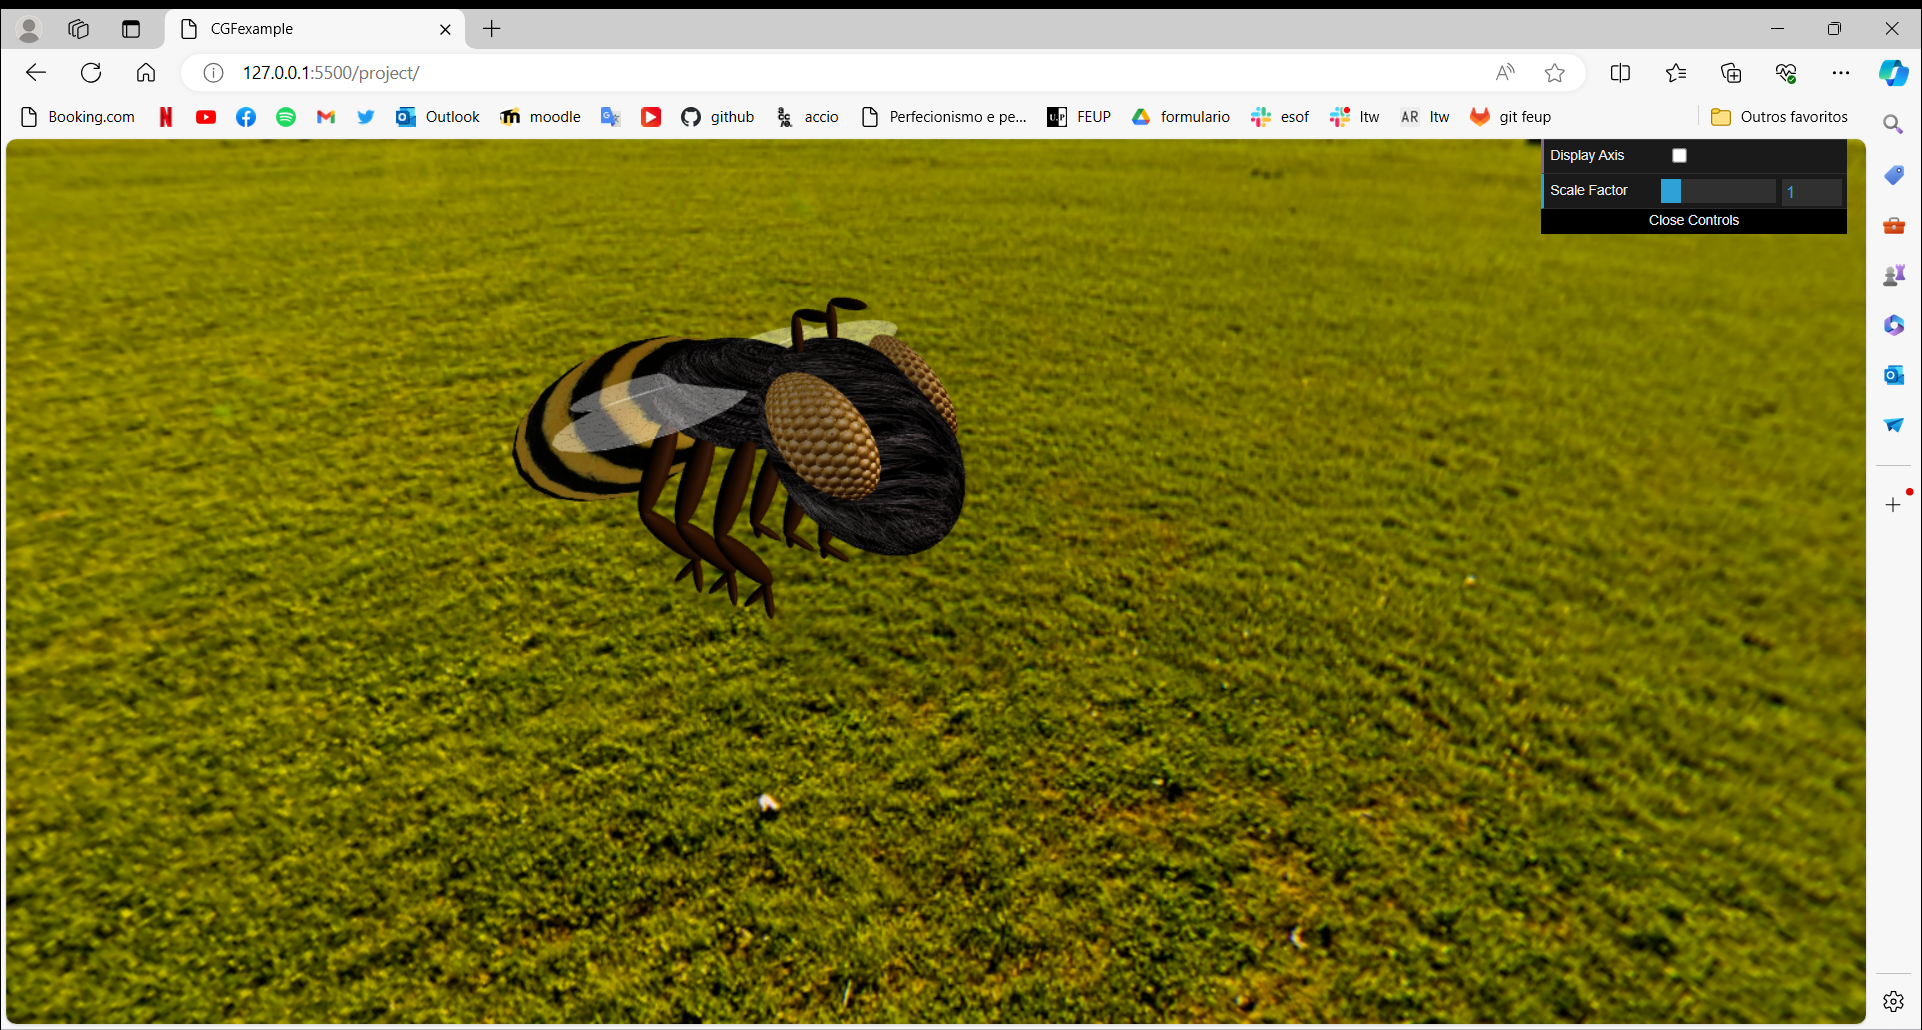 CGFexample
127.0.0.1:5500/project/
Booking.com Outlook moodle github accio Perfecionismo e pe... U.P FEUP formulario esof ltw AR ltw git feup Outros favoritos
Display Axis
Scale Factor 1
Close Controls